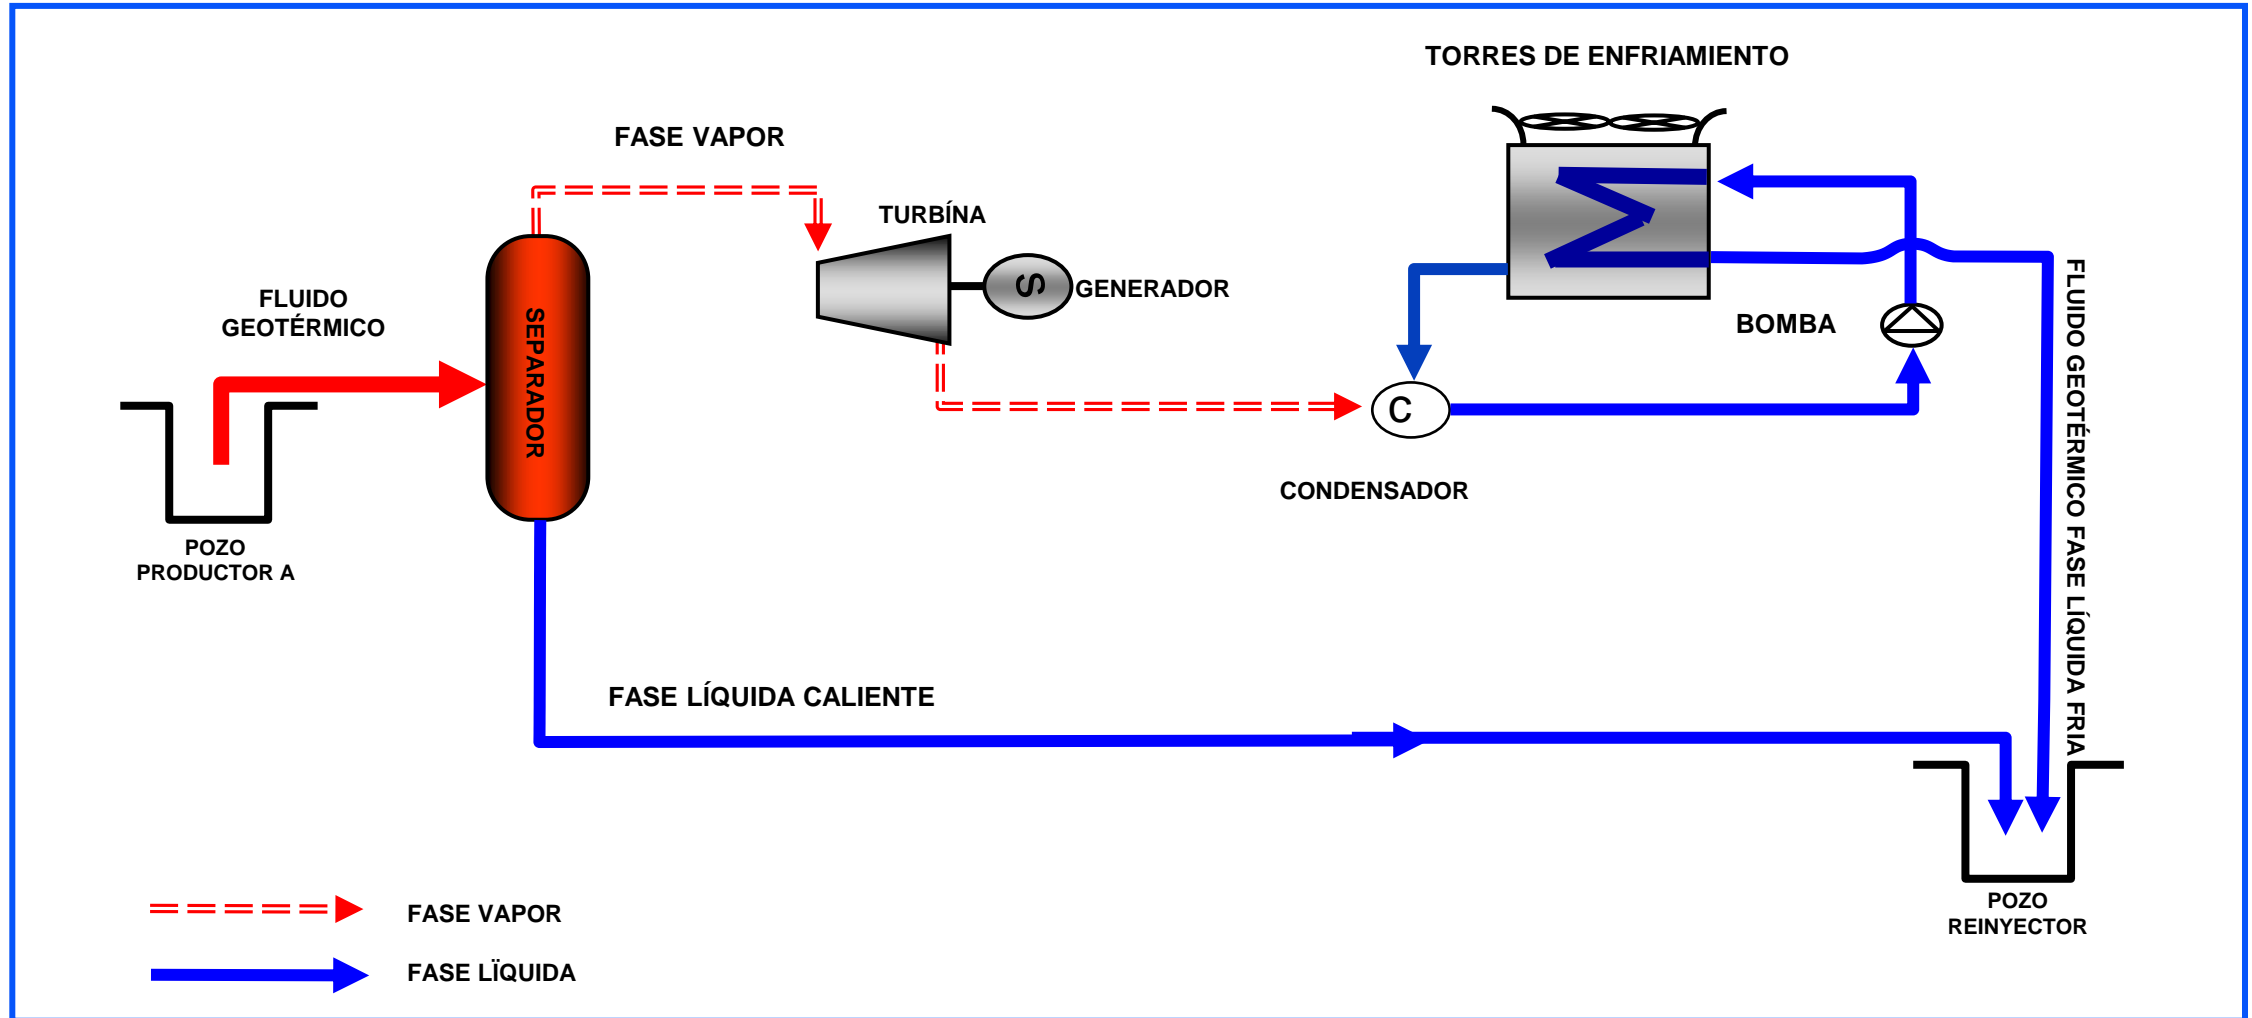 TORRES DE ENFRIAMIENTO
FASE VAPOR
TURBÍNA
GENERADOR
S
FLUIDO
GEOTÉRMICO
SEPARADOR
BOMBA
C
CONDENSADOR
FLUIDO GEOTÉRMICO FASE LÍQUIDA FRIA
POZO
PRODUCTOR A
FASE LÍQUIDA CALIENTE
POZO
REINYECTOR
FASE VAPOR
FASE LÏQUIDA